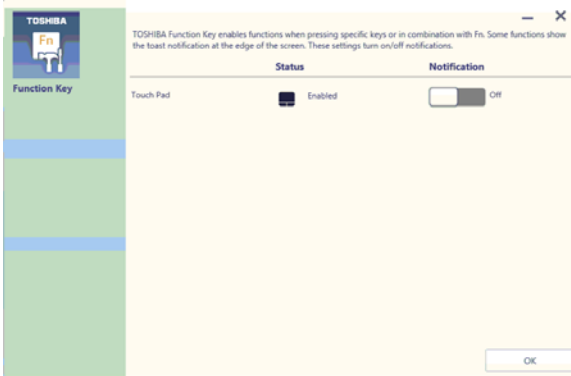 TOSHIBA
Fn
Function Key
TOSHIBA Function Key enables functions when pressing specific keys or in combination with Fn. Some functions show
the toast notification at the edge of the screen. These settings turn on/off notifications.
Status Notification
Touch Pad Enabled Off
OK